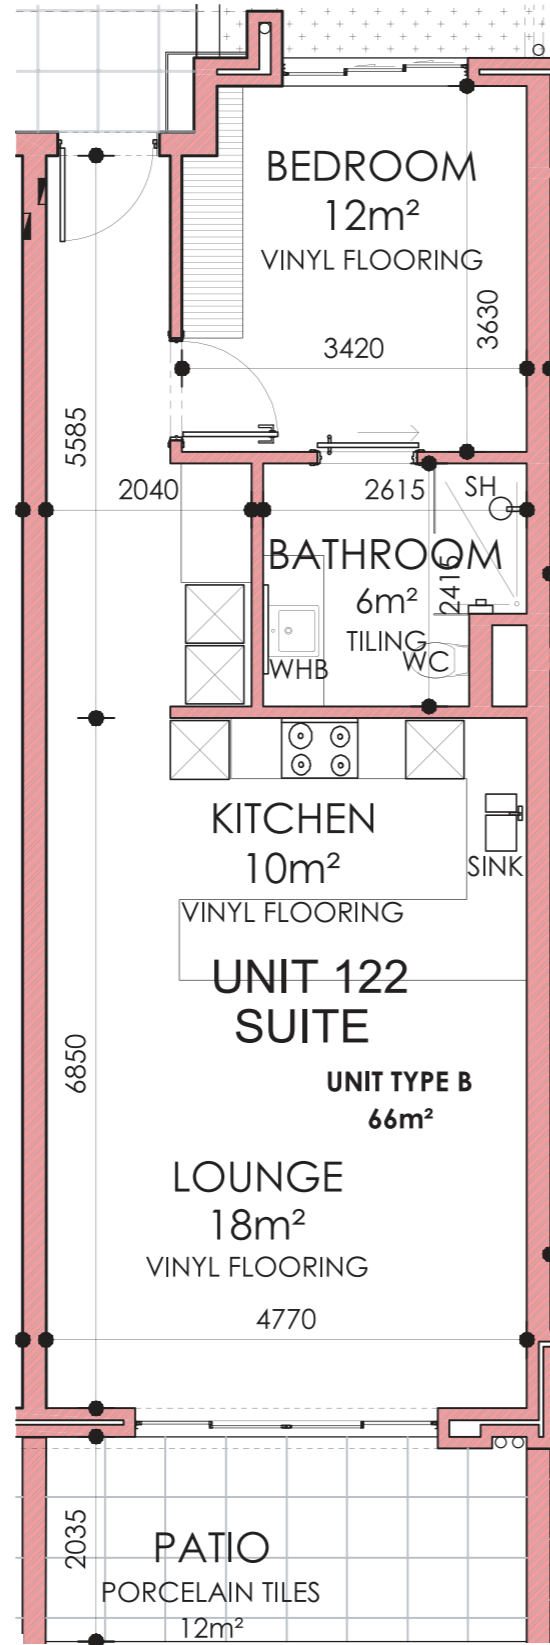 BEDROOM
12m²
VINYL FLOORING
3630
3420
5585
2040
2615
SH
BATHROOM
2415
6m²
TILING
WC
WHB
KITCHEN
10m²
SINK
VINYL FLOORING
UNIT 122
SUITE
6850
UNIT TYPE B
66m²
LOUNGE
18m²
VINYL FLOORING
4770
2035
PATIO
PORCELAIN TILES
12m²